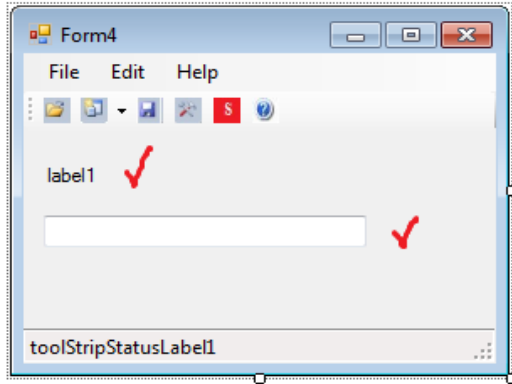 Form4
File Edit Help
S
label1
toolStripStatusLabel1